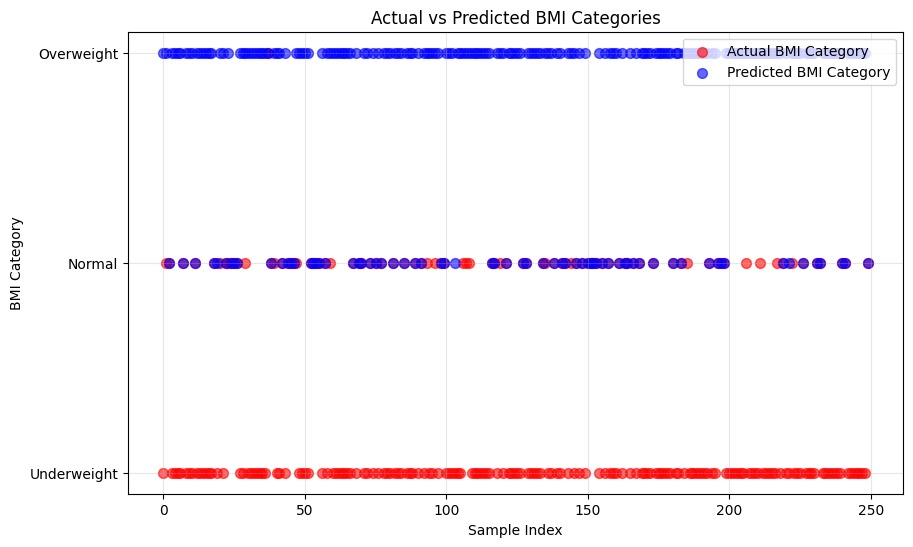 Actual vs Predicted BMI Categories
Actual BMI Category
Predicted BMI Category
BMI Category
Overweight
Normal
Underweight
0 50 100 150 200 250
Sample Index